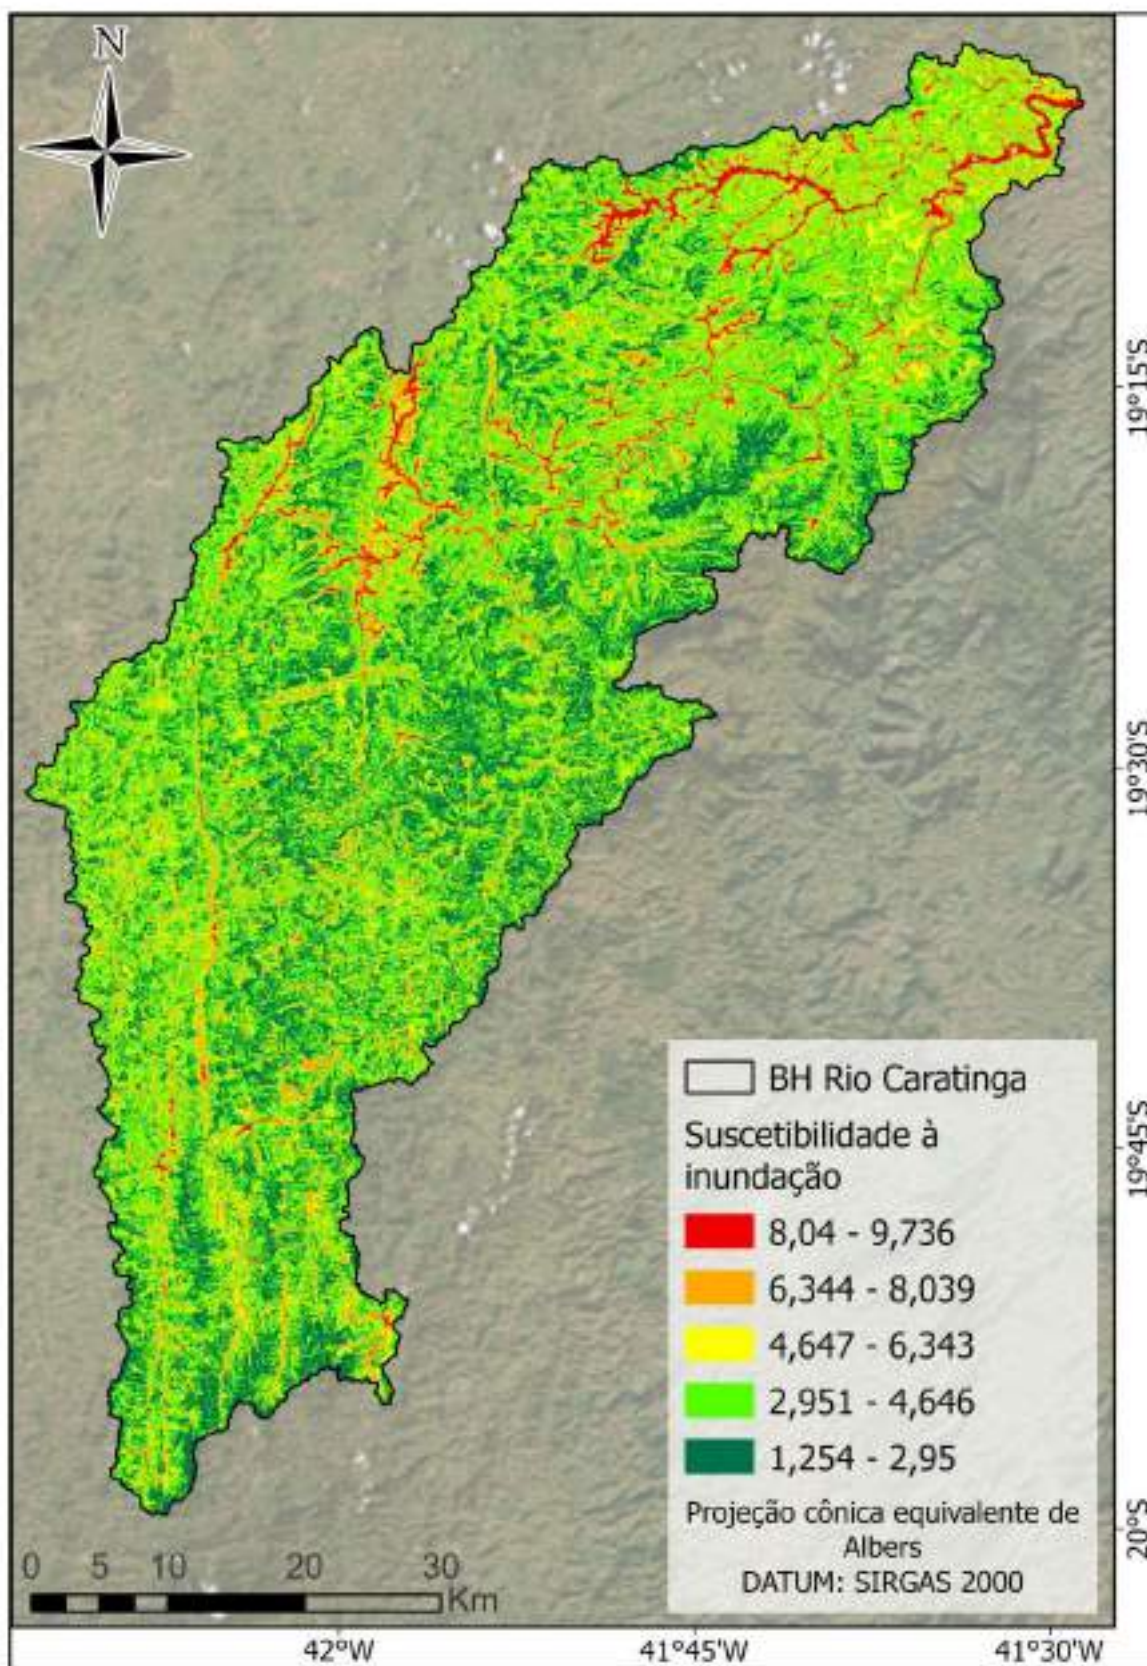 N
19°15'S
19°30'S
19°45'S
20°S
BH Rio Caratinga
Suscetibilidade à
inundação
8,04 - 9,736
6,344 - 8,039
4,647 - 6,343
2,951 - 4,646
1,254 - 2,95
Projeção cônica equivalente de
Albers
DATUM: SIRGAS 2000
0 5 10 20 30
Km
42°W 41°45'W 41°30'W